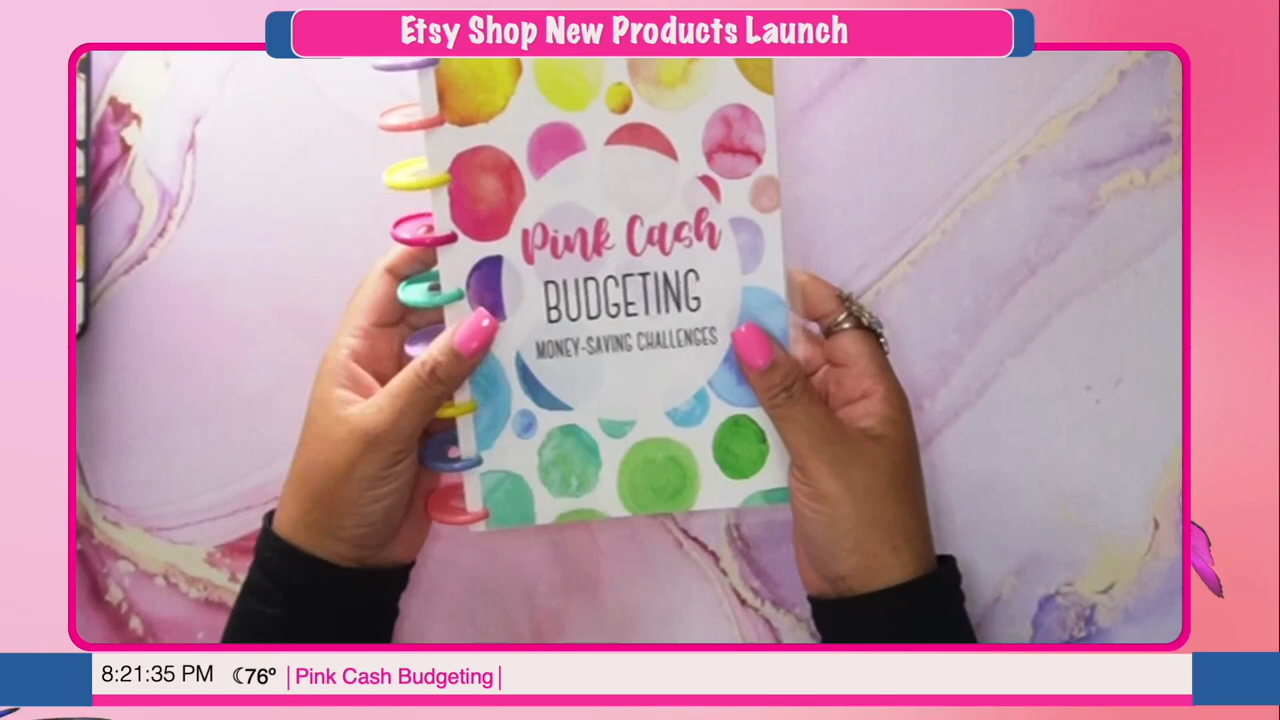 Etsy Shop New Products Launch
Pink Cash
BUDGETING
MONEY-SAVING CHALLENGES
8:21:35 PM 76° |Pink Cash Budgeting|